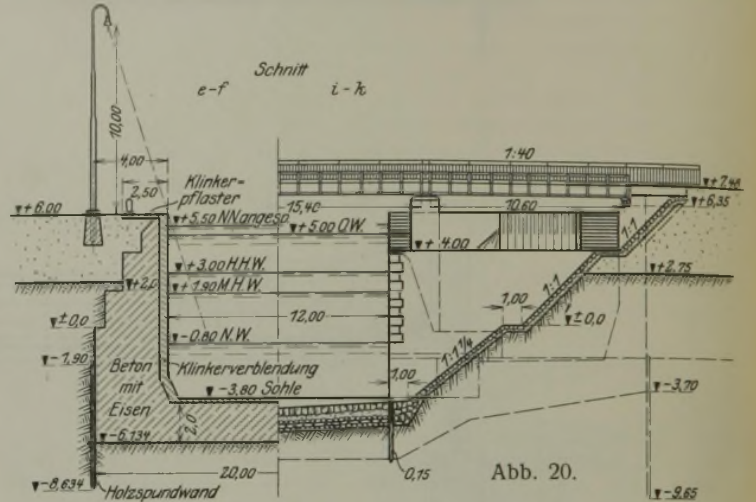 Schnitt
e-f i-k
10,00
4,00
2,50
Klinker-
pflaster
1:40
+7,48
+6,35
+6,00
+5,50 NN angesp.
15,40
+5,00 O.W.
10,60
+4.00
1:1
+3,00 H.H.W.
+2,75
+2,0
+1,90 M.H.W.
1,00
1:1
±0,0
12,00
±0,0
-0,80 N.W.
1:1 1/4
-1,90
Beton
mit
Eisen
Klinkerverblendung
-3,80 Sohle
1,00
-3,70
2,0
-6,134
20,00
0,15
Abb. 20.
-8,634
Holzspundwand
-9,65